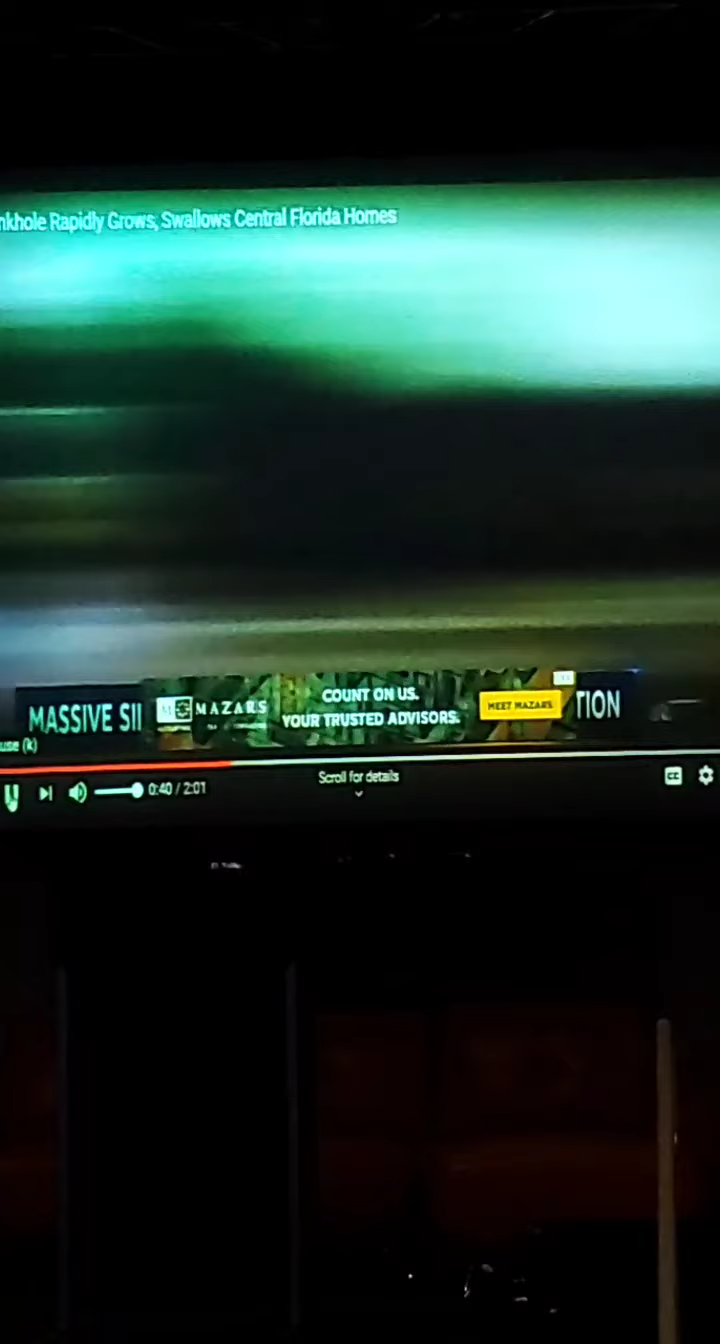 nkhole Rapidly Grows, Swallows Central Florida Homes
MASSIVE SI
MAZARS
COUNT ON US.
YOUR TRUSTED ADVISORS.
MEET MAZARS
TION
use (k)
0:40 / 2:01
Scroll for details
CC